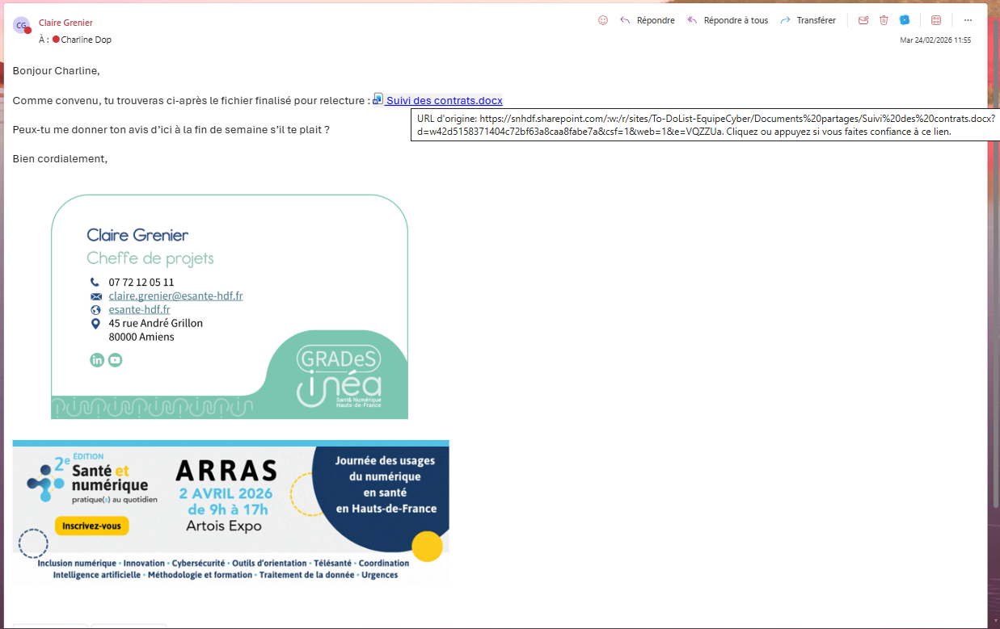 CG
Claire Grenier
Répondre
Répondre à tous
Transférer
À : Charline Dop
Mar 24/02/2026 11:55
Bonjour Charline,
Comme convenu, tu trouveras ci-après le fichier finalisé pour relecture : Suivi des contrats.docx
URL d'origine: https://snhdf.sharepoint.com/:w:/r/sites/To-DoList-EquipeCyber/Documents%20partages/Suivi%20des%20contrats.docx?
d=w42d5158371404c72bf63a8caa8fabe7a&csf=1&web=1&e=VQZZUa. Cliquez ou appuyez si vous faites confiance à ce lien.
Peux-tu me donner ton avis d'ici à la fin de semaine s'il te plait ?
Bien cordialement,
Claire Grenier
Cheffe de projets
07 72 12 05 11
claire.grenier@esante-hdf.fr
esante-hdf.fr
45 rue André Grillon
80000 Amiens
in
GRADeS
inéa
Santé Numérique
Hauts-de-France
2e ÉDITION
Santé et
numérique
pratique(s) au quotidien
Inscrivez-vous
ARRAS
2 AVRIL 2026
de 9h à 17h
Artois Expo
Journée des usages
du numérique
en santé
en Hauts-de-France
Inclusion numérique • Innovation • Cybersécurité • Outils d'orientation • Télésanté • Coordination
Intelligence artificielle • Méthodologie et formation • Traitement de la donnée • Urgences